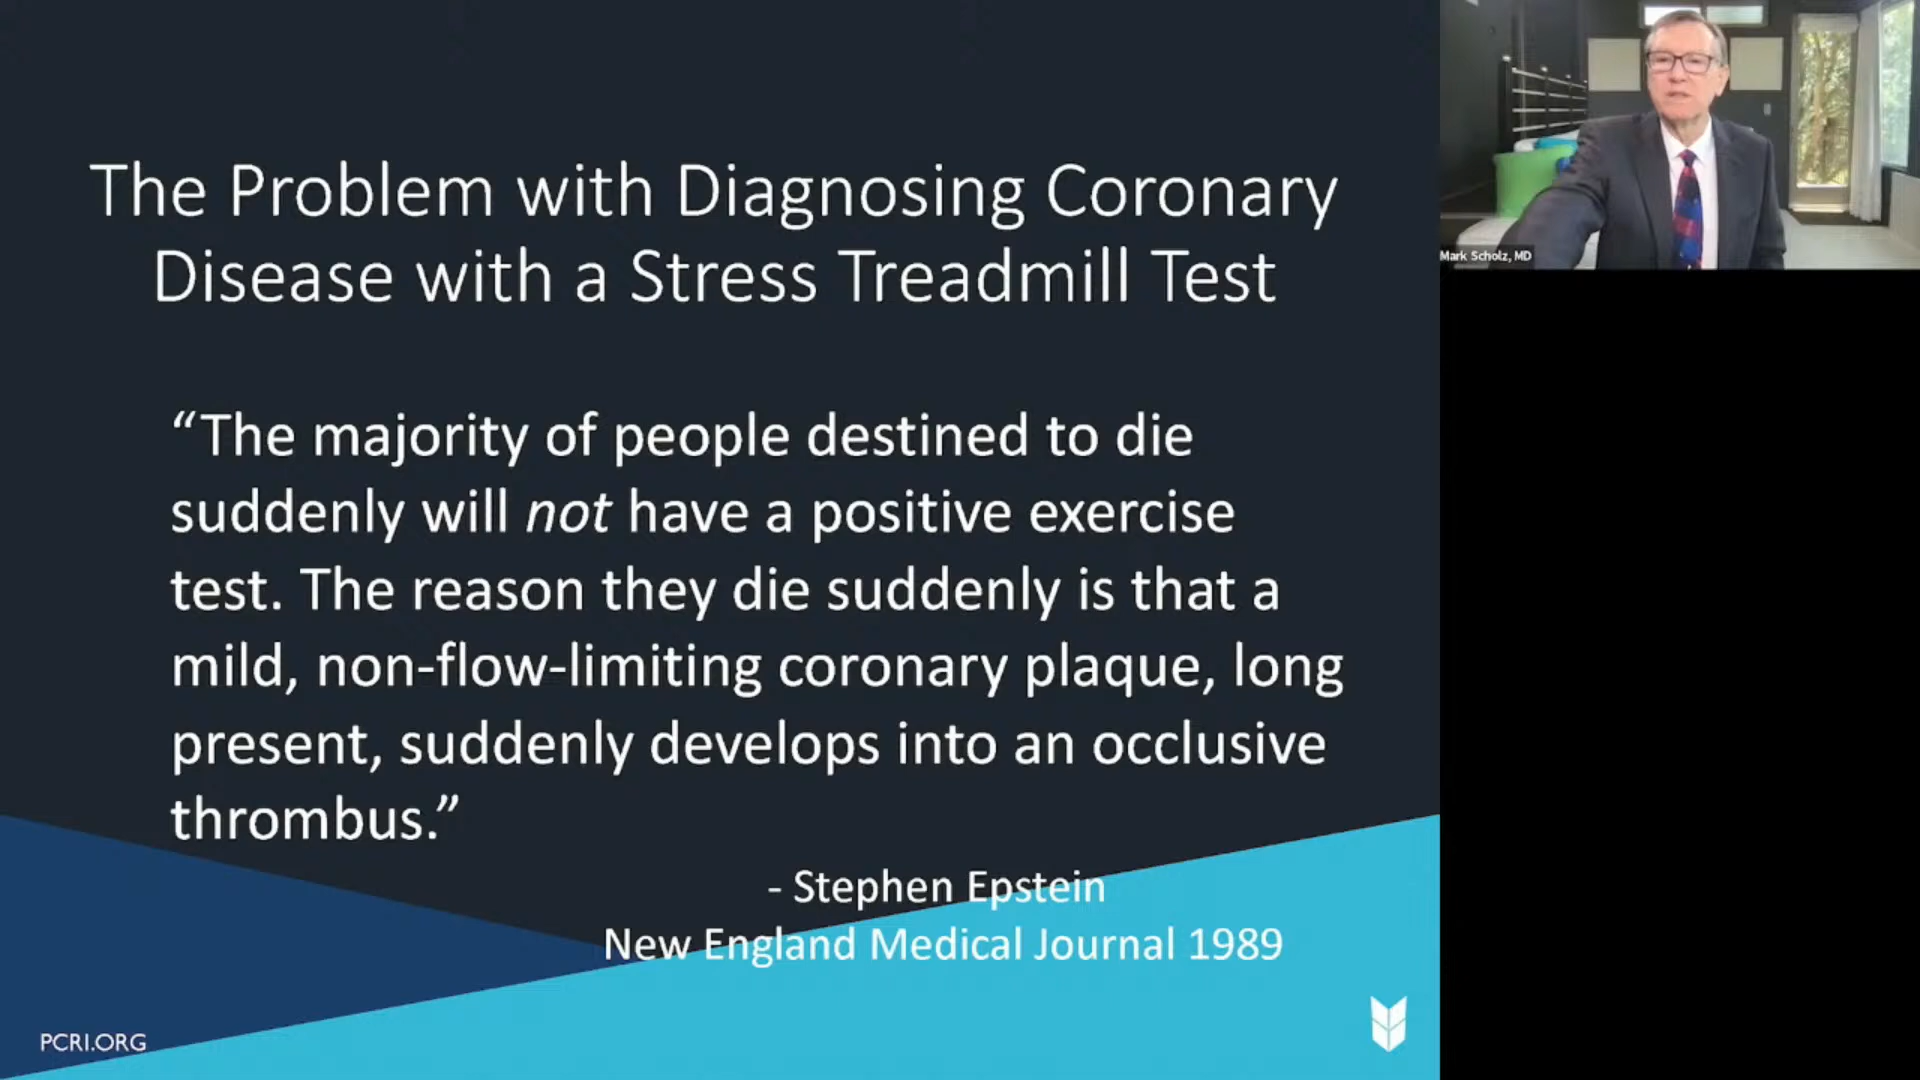 The Problem with Diagnosing Coronary
Disease with a Stress Treadmill Test
“The majority of people destined to die
suddenly will not have a positive exercise
test. The reason they die suddenly is that a
mild, non-flow-limiting coronary plaque, long
present, suddenly develops into an occlusive
thrombus.”
- Stephen Epstein
New England Medical Journal 1989
PCRI.ORG
Mark Scholz, MD